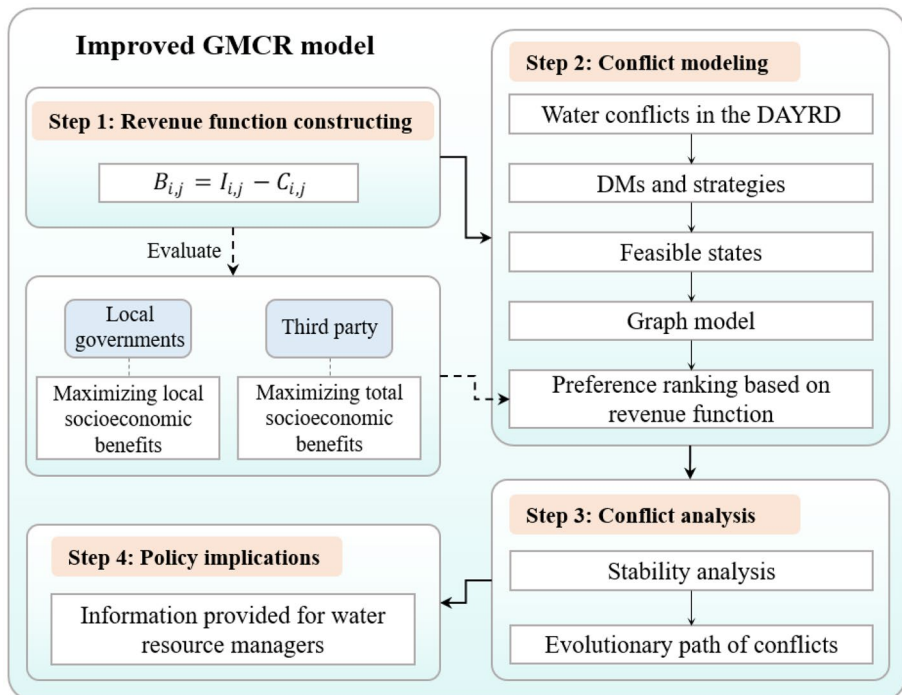 Improved GMCR model
Step 1: Revenue function constructing
B_{i,j} = I_{i,j} − C_{i,j}
Evaluate
Local
governments
Third party
Maximizing local
socioeconomic
benefits
Maximizing total
socioeconomic
benefits
Step 2: Conflict modeling
Water conflicts in the DAYRD
DMs and strategies
Feasible states
Graph model
Preference ranking based on
revenue function
Step 3: Conflict analysis
Stability analysis
Evolutionary path of conflicts
Step 4: Policy implications
Information provided for water
resource managers